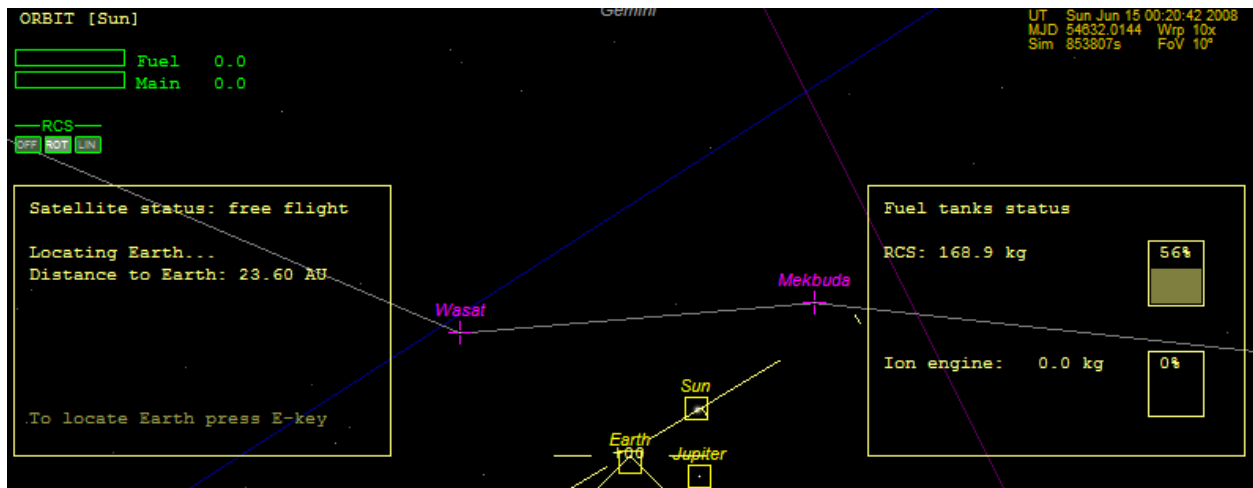 ORBIT [Sun]
Gemini
UT Sun Jun 15 00:20:42 2008
MJD 54632.0144 Wrp 10x
Sim 853807s FoV 10°
Fuel 0.0
Main 0.0
RCS
OFF ROT LIN
Satellite status: free flight
Locating Earth...
Distance to Earth: 23.60 AU
To locate Earth press E-key
Fuel tanks status
RCS: 168.9 kg 56%
Ion engine: 0.0 kg 0%
Mekbuda
Wasat
Sun
Earth
Jupiter